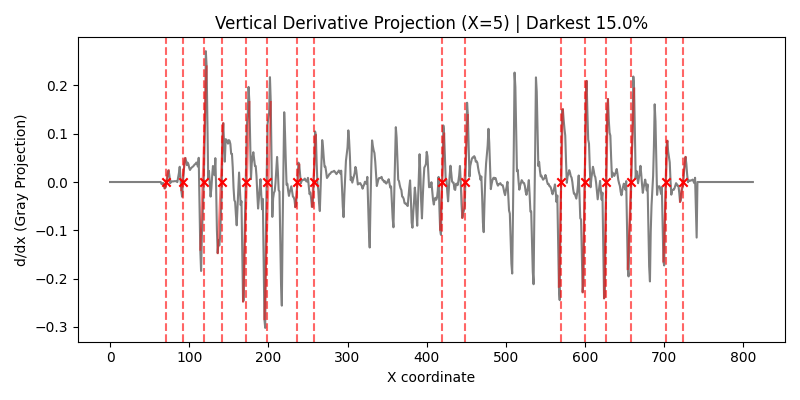 Vertical Derivative Projection (X=5) | Darkest 15.0%
d/dx (Gray Projection)
0.2
0.1
0.0
−0.1
−0.2
−0.3
0 100 200 300 400 500 600 700 800
X coordinate